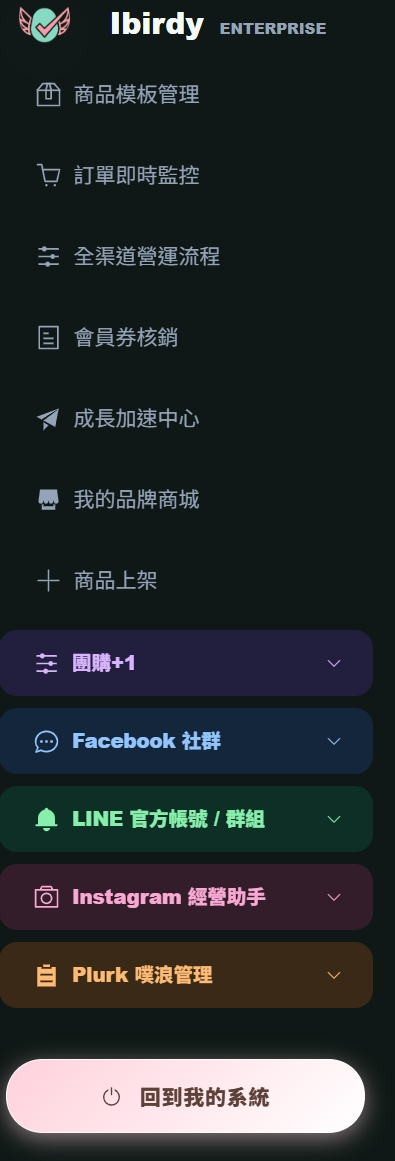 Ibirdy ENTERPRISE
商品模板管理
訂單即時監控
全渠道營運流程
會員券核銷
成長加速中心
我的品牌商城
商品上架
團購+1
Facebook 社群
LINE 官方帳號 / 群組
Instagram 經營助手
Plurk 噗浪管理
回到我的系統